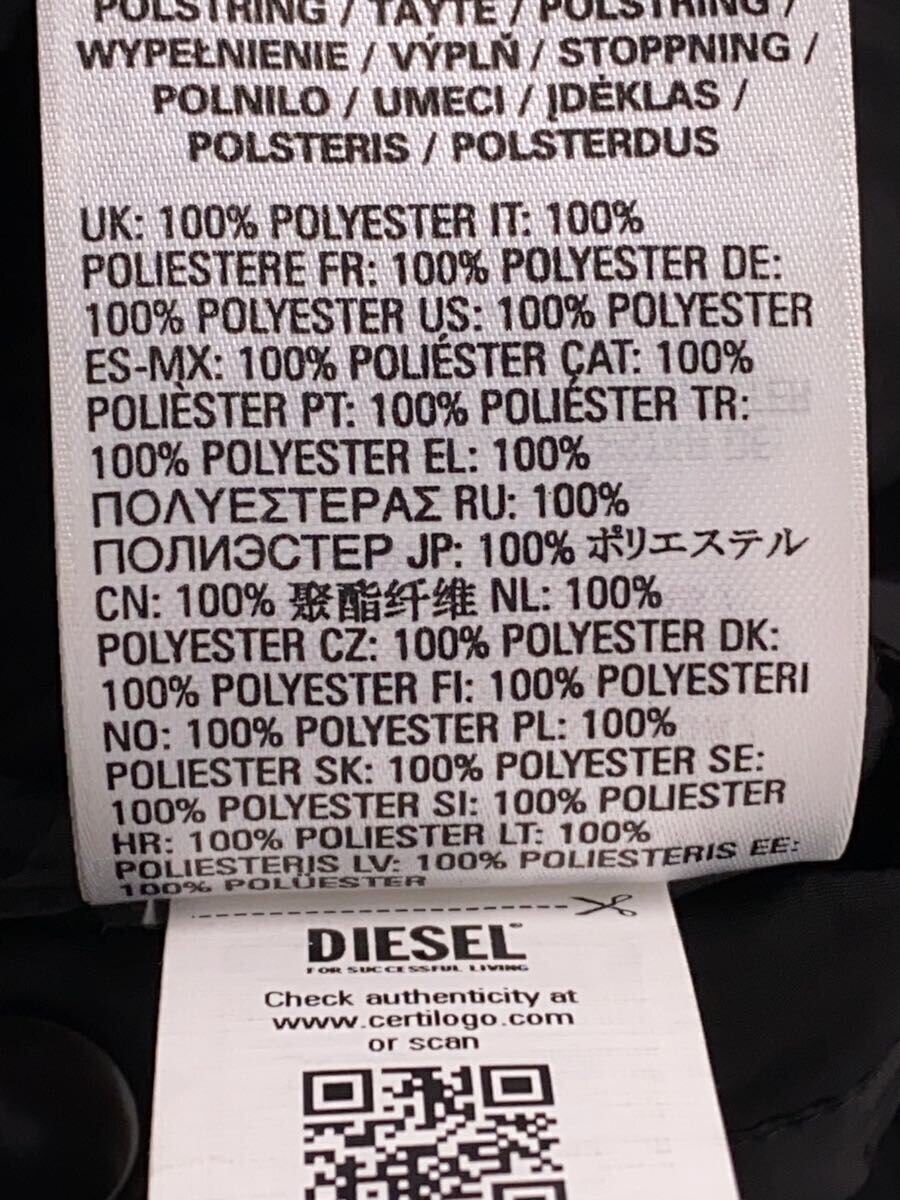 POLSTRING / TÄYTE / POLSTRING /
WYPEŁNIENIE / VÝPLŇ / STOPPNING /
POLNILO / UMECI / ĮDĖKLAS /
POLSTERIS / POLSTERDUS
UK: 100% POLYESTER IT: 100%
POLIESTERE FR: 100% POLYESTER DE:
100% POLYESTER US: 100% POLYESTER
ES-MX: 100% POLIÉSTER ÇAT: 100%
POLIÈSTER PT: 100% POLIÉSTER TR:
100% POLYESTER EL: 100%
ΠΟΛΥΕΣΤΕΡΑΣ RU: 100%
ПОЛИЭСТЕР JP: 100% ポリエステル
CN: 100% 聚酯纤维 NL: 100%
POLYESTER CZ: 100% POLYESTER DK:
100% POLYESTER FI: 100% POLYESTERI
NO: 100% POLYESTER PL: 100%
POLIESTER SK: 100% POLYESTER SE:
100% POLYESTER SI: 100% POLIESTER
HR: 100% POLIESTER LT: 100%
POLIESTERIS LV: 100% POLIESTERIS EE:
100% POLÜESTER
DIESEL
FOR SUCCESSFUL LIVING
Check authenticity at
www.certilogo.com
or scan